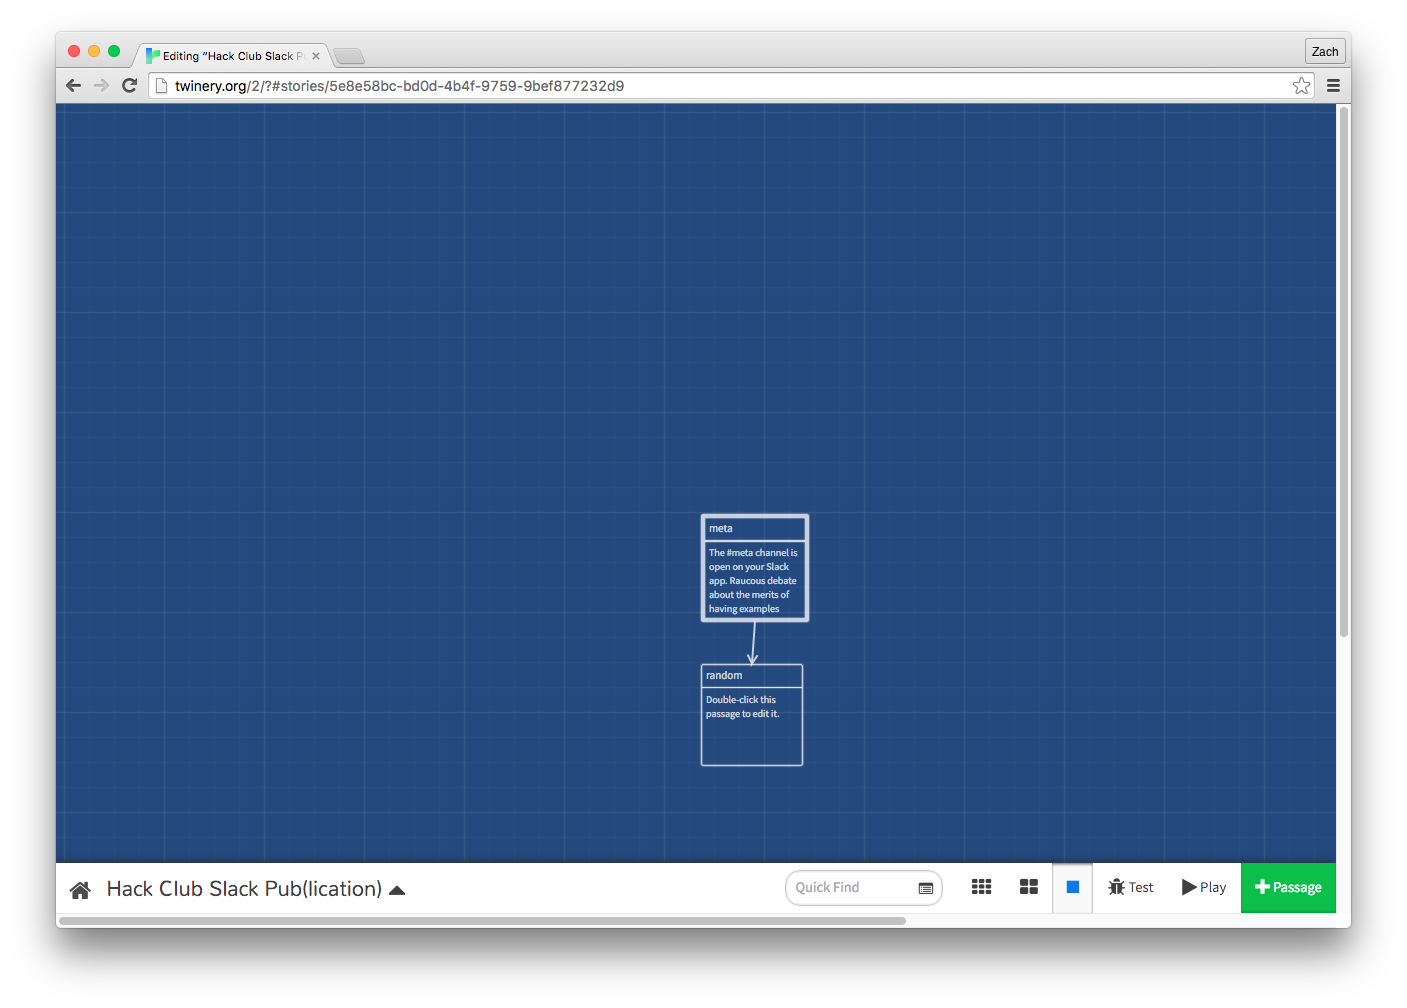 Editing “Hack Club Slack P
Zach
twinery.org/2/?#stories/5e8e58bc-bd0d-4b4f-9759-9bef877232d9
meta
The #meta channel is
open on your Slack
app. Raucous debate
about the merits of
having examples
random
Double-click this
passage to edit it.
Hack Club Slack Pub(lication)
Quick Find
Test
Play
Passage